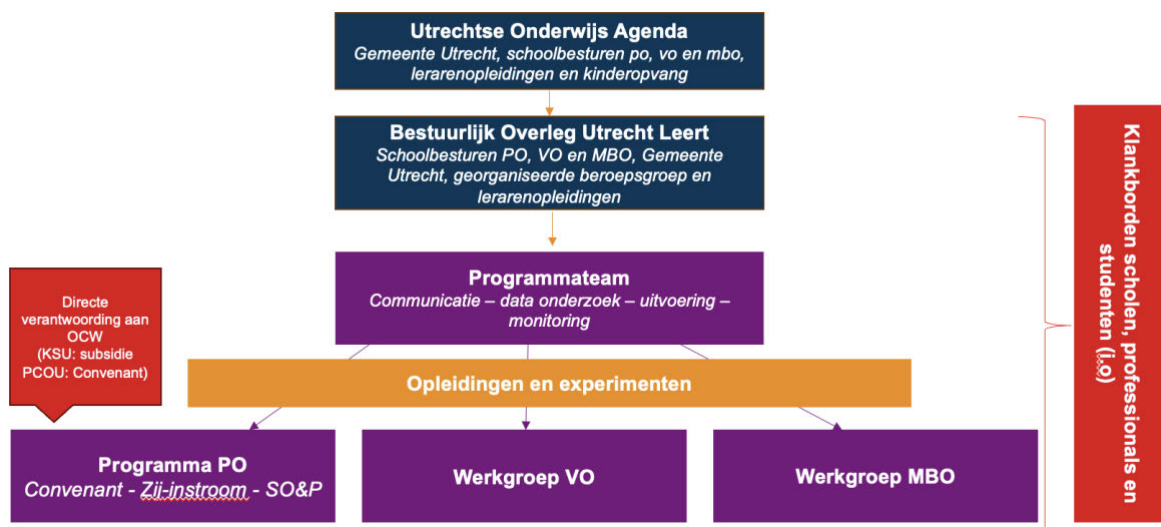 Utrechtse Onderwijs Agenda
Gemeente Utrecht, schoolbesturen po, vo en mbo,
lerarenopleidingen en kinderopvang
Bestuurlijk Overleg Utrecht Leert
Schoolbesturen PO, VO en MBO, Gemeente
Utrecht, georganiseerde beroepsgroep en
lerarenopleidingen
Programmateam
Communicatie – data onderzoek – uitvoering –
monitoring
Directe
verantwoording aan
OCW
(KSU: subsidie
PCOU: Convenant)
Opleidingen en experimenten
Programma PO
Convenant - Zij-instroom - SO&P
Werkgroep VO
Werkgroep MBO
Klankborden scholen, professionals en
studenten (i.o)